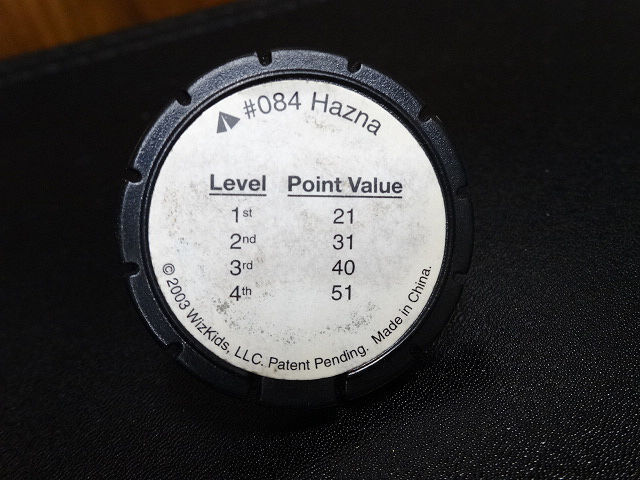 #084 Hazna
Level Point Value
1st 21
2nd 31
3rd 40
4th 51
© 2003 WizKids, LLC. Patent Pending. Made in China.